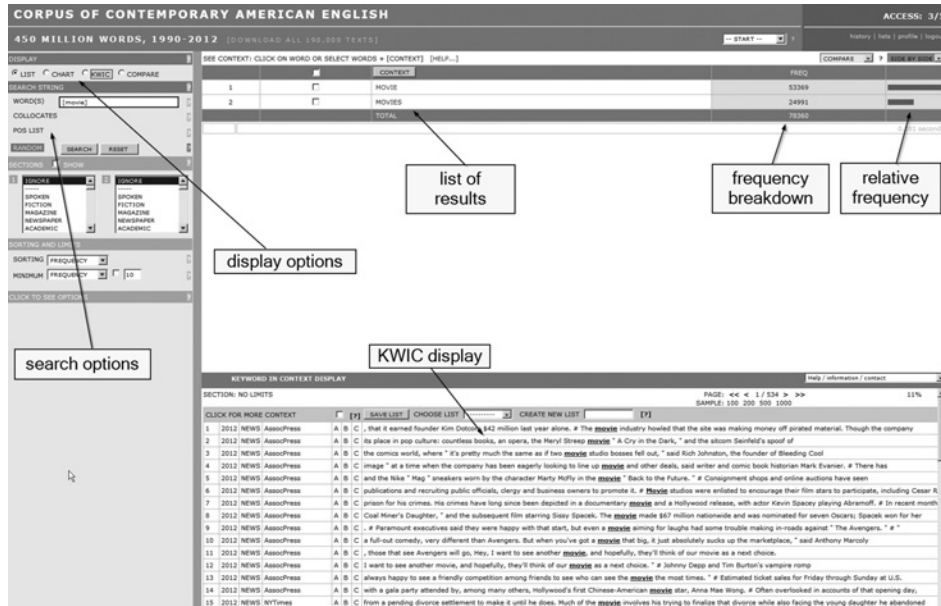 CORPUS OF CONTEMPORARY AMERICAN ENGLISH
ACCESS: 3/
450 MILLION WORDS, 1990-2012 [DOWNLOAD ALL 190,000 TEXTS]
-- START -- ?
history | lists | profile | logou
DISPLAY ?
LIST CHART KWIC COMPARE
SEARCH STRING
WORD(S) [movie]
COLLOCATES
POS LIST
RANDOM SEARCH RESET
SECTIONS SHOW
1 IGNORE
-----
SPOKEN
FICTION
MAGAZINE
NEWSPAPER
ACADEMIC
2 IGNORE
-----
SPOKEN
FICTION
MAGAZINE
NEWSPAPER
ACADEMIC
SORTING AND LIMITS
SORTING FREQUENCY
MINIMUM FREQUENCY 10
CLICK TO SEE OPTIONS
SEE CONTEXT: CLICK ON WORD OR SELECT WORDS + [CONTEXT] [HELP...]
COMPARE ? SIDE BY SIDE
CONTEXT FREQ
1 MOVIE 53369
2 MOVIES 24991
TOTAL 78360
list of
results
frequency
breakdown
relative
frequency
display options
search options
KWIC display
KEYWORD IN CONTEXT DISPLAY
Help / information / contact
SECTION: NO LIMITS
PAGE: << < 1 / 534 > >>
SAMPLE: 100 200 500 1000
11%
CLICK FOR MORE CONTEXT [?] SAVE LIST CHOOSE LIST ---------- CREATE NEW LIST [?]
1 2012 NEWS AssocPress A B C , that it earned founder Kim Dotcom $42 million last year alone. # The movie industry howled that the site was making money off pirated material. Though the company
2 2012 NEWS AssocPress A B C its place in pop culture: countless books, an opera, the Meryl Streep movie " A Cry in the Dark, " and the sitcom Seinfeld's spoof of
3 2012 NEWS AssocPress A B C the comics world, where " it's pretty much the same as if two movie studio bosses fell out, " said Rich Johnston, the founder of Bleeding Cool
4 2012 NEWS AssocPress A B C image " at a time when the company has been eagerly looking to line up movie and other deals, said writer and comic book historian Mark Evanier. # There has
5 2012 NEWS AssocPress A B C and the Nike " Mag " sneakers worn by the character Marty McFly in the movie " Back to the Future. " # Consignment shops and online auctions have seen
6 2012 NEWS AssocPress A B C publications and recruiting public officials, clergy and business owners to promote it. # Movie studios were enlisted to encourage their film stars to participate, including Cesar R
7 2012 NEWS AssocPress A B C prison for his crimes. His crimes have long since been depicted in a documentary movie and a Hollywood release, with actor Kevin Spacey playing Abramoff. # In recent month
8 2012 NEWS AssocPress A B C Coal Miner's Daughter, " and the subsequent film starring Sissy Spacek. The movie made $67 million nationwide and was nominated for seven Oscars; Spacek won for her
9 2012 NEWS AssocPress A B C . # Paramount executives said they were happy with that start, but even a movie aiming for laughs had some trouble making in-roads against " The Avengers. " # "
10 2012 NEWS AssocPress A B C a full-out comedy, very different than Avengers. But when you've got a movie that big, it just absolutely sucks up the marketplace, " said Anthony Marcoly
11 2012 NEWS AssocPress A B C , those that see Avengers will go, Hey, I want to see another movie, and hopefully, they'll think of our movie as a next choice.
12 2012 NEWS AssocPress A B C I want to see another movie, and hopefully, they'll think of our movie as a next choice. " # Johnny Depp and Tim Burton's vampire romp
13 2012 NEWS AssocPress A B C always happy to see a friendly competition among friends to see who can see the movie the most times. " # Estimated ticket sales for Friday through Sunday at U.S.
14 2012 NEWS AssocPress A B C with a gala party attended by, among many others, Hollywood's first Chinese-American movie star, Anna Mae Wong. # Often overlooked in accounts of that opening day,
15 2012 NEWS NYTimes A B C from a pending divorce settlement to make it until he does. Much of the movie involves his trying to finalize that divorce while also facing the young daughter he abandoned